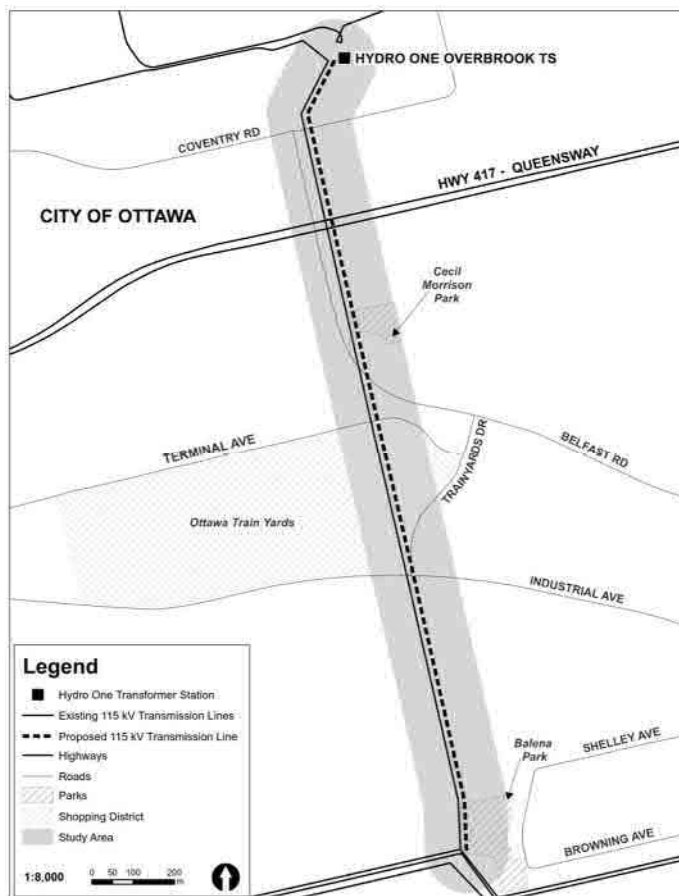 HYDRO ONE OVERBROOK TS
COVENTRY RD
HWY 417 - QUEENSWAY
CITY OF OTTAWA
Cecil
Morrison
Park
TERMINAL AVE
TRAINYARDS DR
BELFAST RD
Ottawa Train Yards
INDUSTRIAL AVE
Legend
Hydro One Transformer Station
Existing 115 kV Transmission Lines
Proposed 115 kV Transmission Line
Highways
Roads
Parks
Shopping District
Study Area
1:8,000
0 50 100 200
m
Balena
Park
SHELLEY AVE
BROWNING AVE